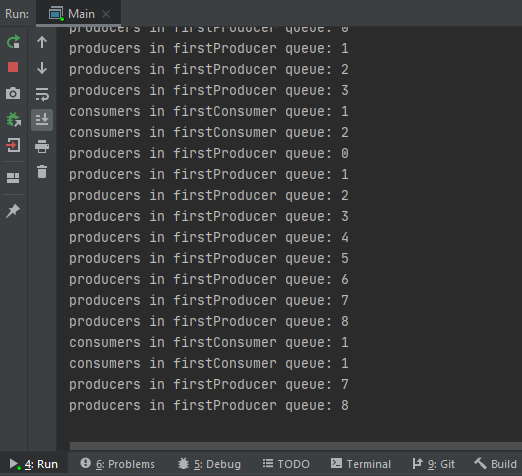 Run: Main
producers in firstProducer queue: 0
producers in firstProducer queue: 1
producers in firstProducer queue: 2
producers in firstProducer queue: 3
consumers in firstConsumer queue: 1
consumers in firstConsumer queue: 2
producers in firstProducer queue: 0
producers in firstProducer queue: 1
producers in firstProducer queue: 2
producers in firstProducer queue: 3
producers in firstProducer queue: 4
producers in firstProducer queue: 5
producers in firstProducer queue: 6
producers in firstProducer queue: 7
producers in firstProducer queue: 8
consumers in firstConsumer queue: 1
consumers in firstConsumer queue: 1
producers in firstProducer queue: 7
producers in firstProducer queue: 8
4: Run 6: Problems 5: Debug TODO Terminal 9: Git Build